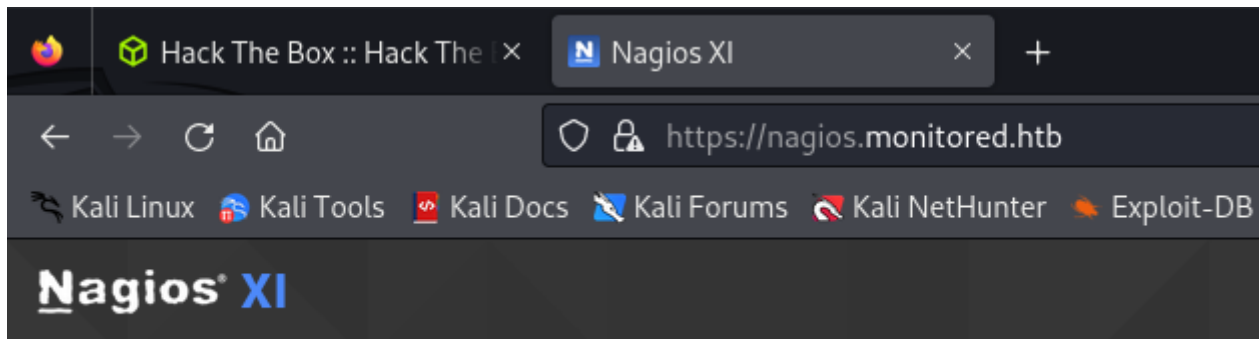 Hack The Box :: Hack The
Nagios XI
https://nagios.monitored.htb
Kali Linux Kali Tools Kali Docs Kali Forums Kali NetHunter Exploit-DB
Nagios® XI